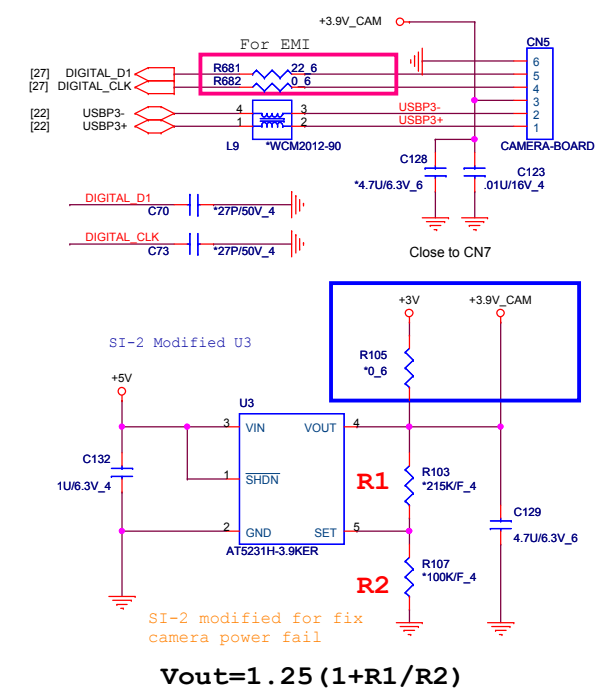 +3.9V_CAM
For EMI
CN5
[27] DIGITAL_D1 R681 22_6 6
[27] DIGITAL_CLK R682 0_6 5
4
3
[22] USBP3- 4 3 USBP3- 2
[22] USBP3+ 1 2 USBP3+ 1
L9 *WCM2012-90 CAMERA-BOARD
C128 C123
*4.7U/6.3V_6 .01U/16V_4
DIGITAL_D1
C70 *27P/50V_4
DIGITAL_CLK
C73 *27P/50V_4
Close to CN7
+3V +3.9V_CAM
SI-2 Modified U3
R105
*0_6
+5V
U3
3 VIN VOUT 4
C132
1U/6.3V_4
1 SHDN
R1 R103
*215K/F_4
C129
4.7U/6.3V_6
2 GND SET 5
AT5231H-3.9KER
R2 R107
*100K/F_4
SI-2 modified for fix
camera power fail
Vout=1.25(1+R1/R2)